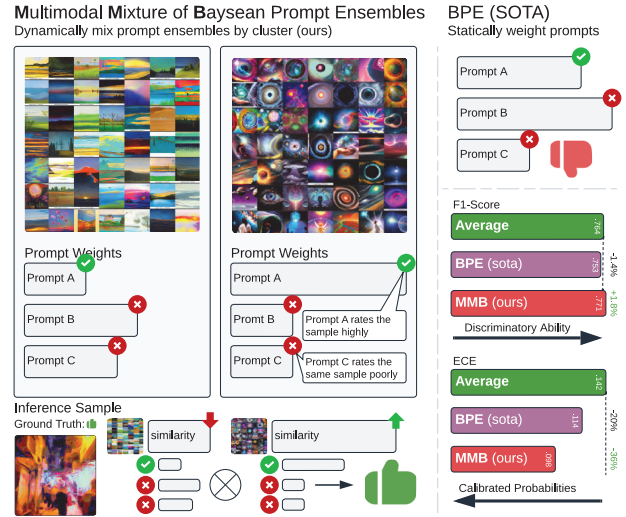 Multimodal Mixture of Baysean Prompt Ensembles
Dynamically mix prompt ensembles by cluster (ours)
Prompt Weights
Prompt A
Prompt B
Prompt C
Prompt Weights
Prompt A
Promt B
Prompt A rates the
sample highly
Prompt C
Prompt C rates the
same sample poorly
Inference Sample
Ground Truth:
similarity
similarity
BPE (SOTA)
Statically weight prompts
Prompt A
Prompt B
Prompt C
F1-Score
Average
.764
BPE (sota)
.753
-1.4%
MMB (ours)
.771
+1.8%
Discriminatory Ability
ECE
Average
.142
BPE (sota)
.114
-20%
MMB (ours)
.098
-36%
Calibrated Probabilities